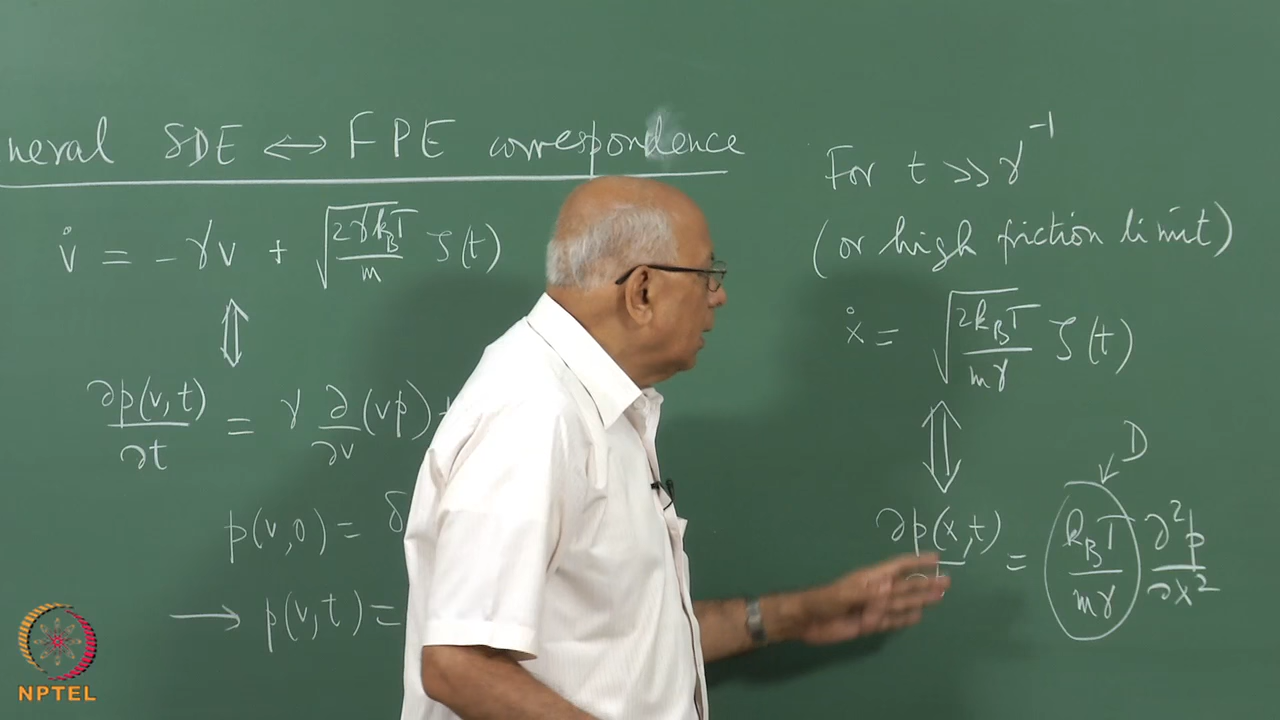 neral SDE ↔ FPE correspondence
v̇ = - γv + √(2γk_BT/m) ζ(t)
⇕
∂p(v,t)/∂t = γ ∂/∂v (vp)
p(v,0) = δ
→ p(v,t) =
For t >> γ⁻¹
(or high friction limit)
ẋ = √(2k_BT/mγ) ζ(t)
⇕
D
∂p(x,t)/∂t = k_BT/mγ ∂²p/∂x²
NPTEL